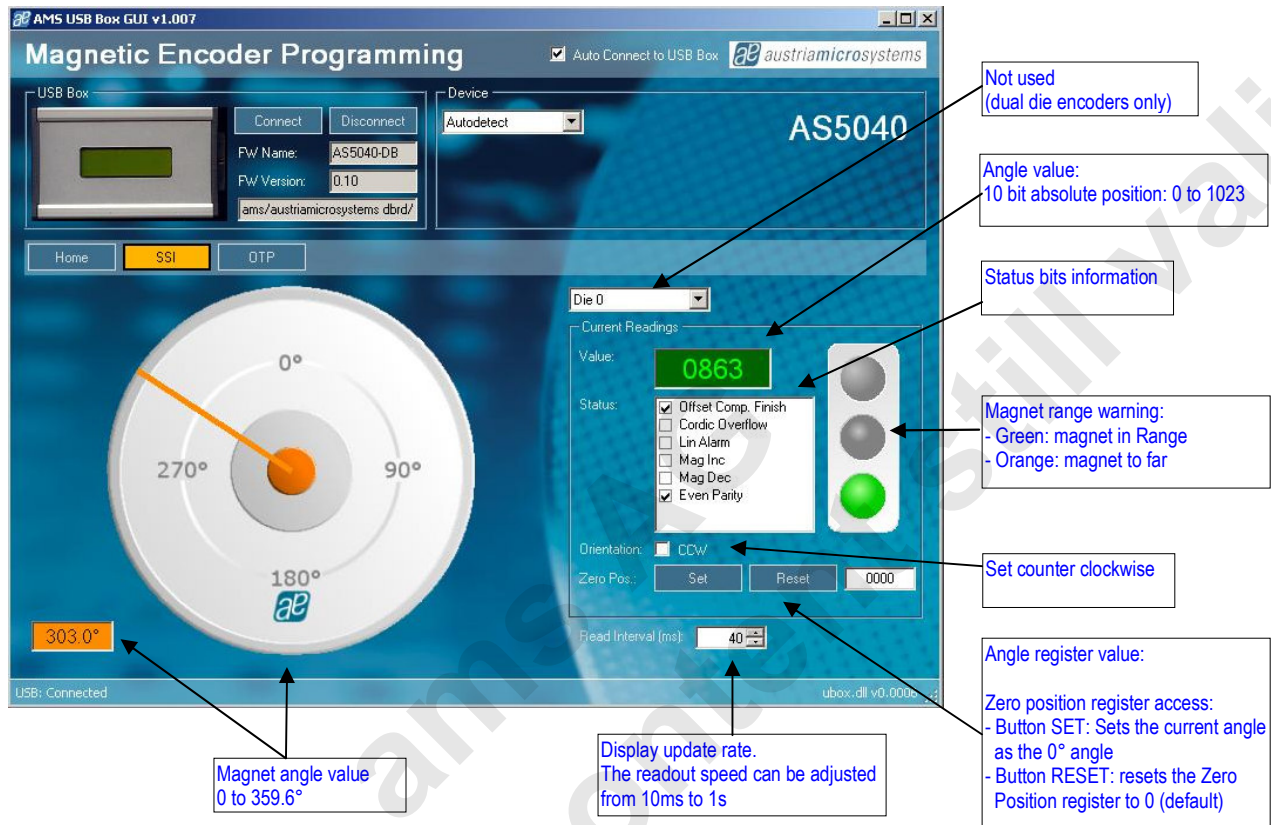 AMS USB Box GUI v1.007
Magnetic Encoder Programming
Auto Connect to USB Box
austriamicrosystems
USB Box
Connect
Disconnect
FW Name:
AS5040-DB
FW Version:
0.10
ams/austriamicrosystems dbrd/
Device
Autodetect
AS5040
Home
SSI
OTP
0°
90°
180°
270°
303.0°
Die 0
Current Readings
Value:
0863
Status:
Offset Comp. Finish
Cordic Overflow
Lin Alarm
Mag Inc
Mag Dec
Even Parity
Orientation:
CCW
Zero Pos.:
Set
Reset
0000
Read Interval (ms):
40
USB: Connected
ubox.dll v0.0006
Not used
(dual die encoders only)
Angle value:
10 bit absolute position: 0 to 1023
Status bits information
Magnet range warning:
- Green: magnet in Range
- Orange: magnet to far
Set counter clockwise
Angle register value:
Zero position register access:
- Button SET: Sets the current angle
as the 0° angle
- Button RESET: resets the Zero
Position register to 0 (default)
Display update rate.
The readout speed can be adjusted
from 10ms to 1s
Magnet angle value
0 to 359.6°
ams AG
still vali